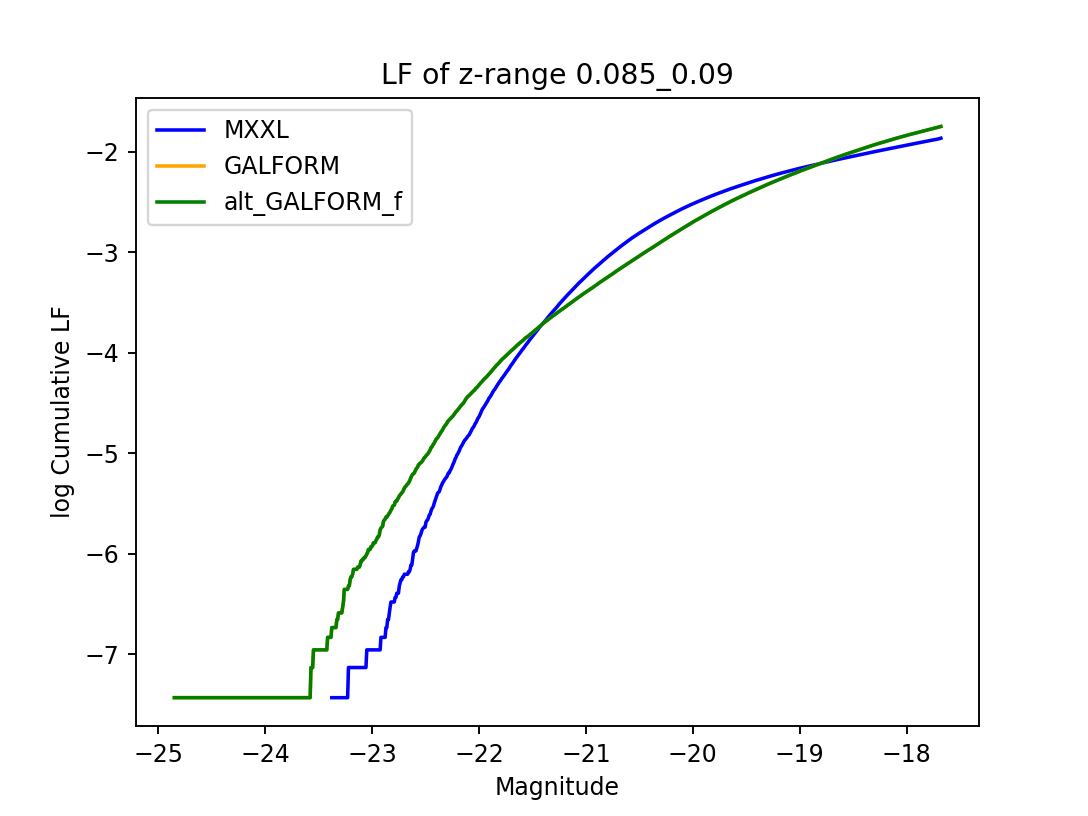 LF of z-range 0.085_0.09
MXXL
GALFORM
alt_GALFORM_f
log Cumulative LF
−2
−3
−4
−5
−6
−7
−25 −24 −23 −22 −21 −20 −19 −18
Magnitude